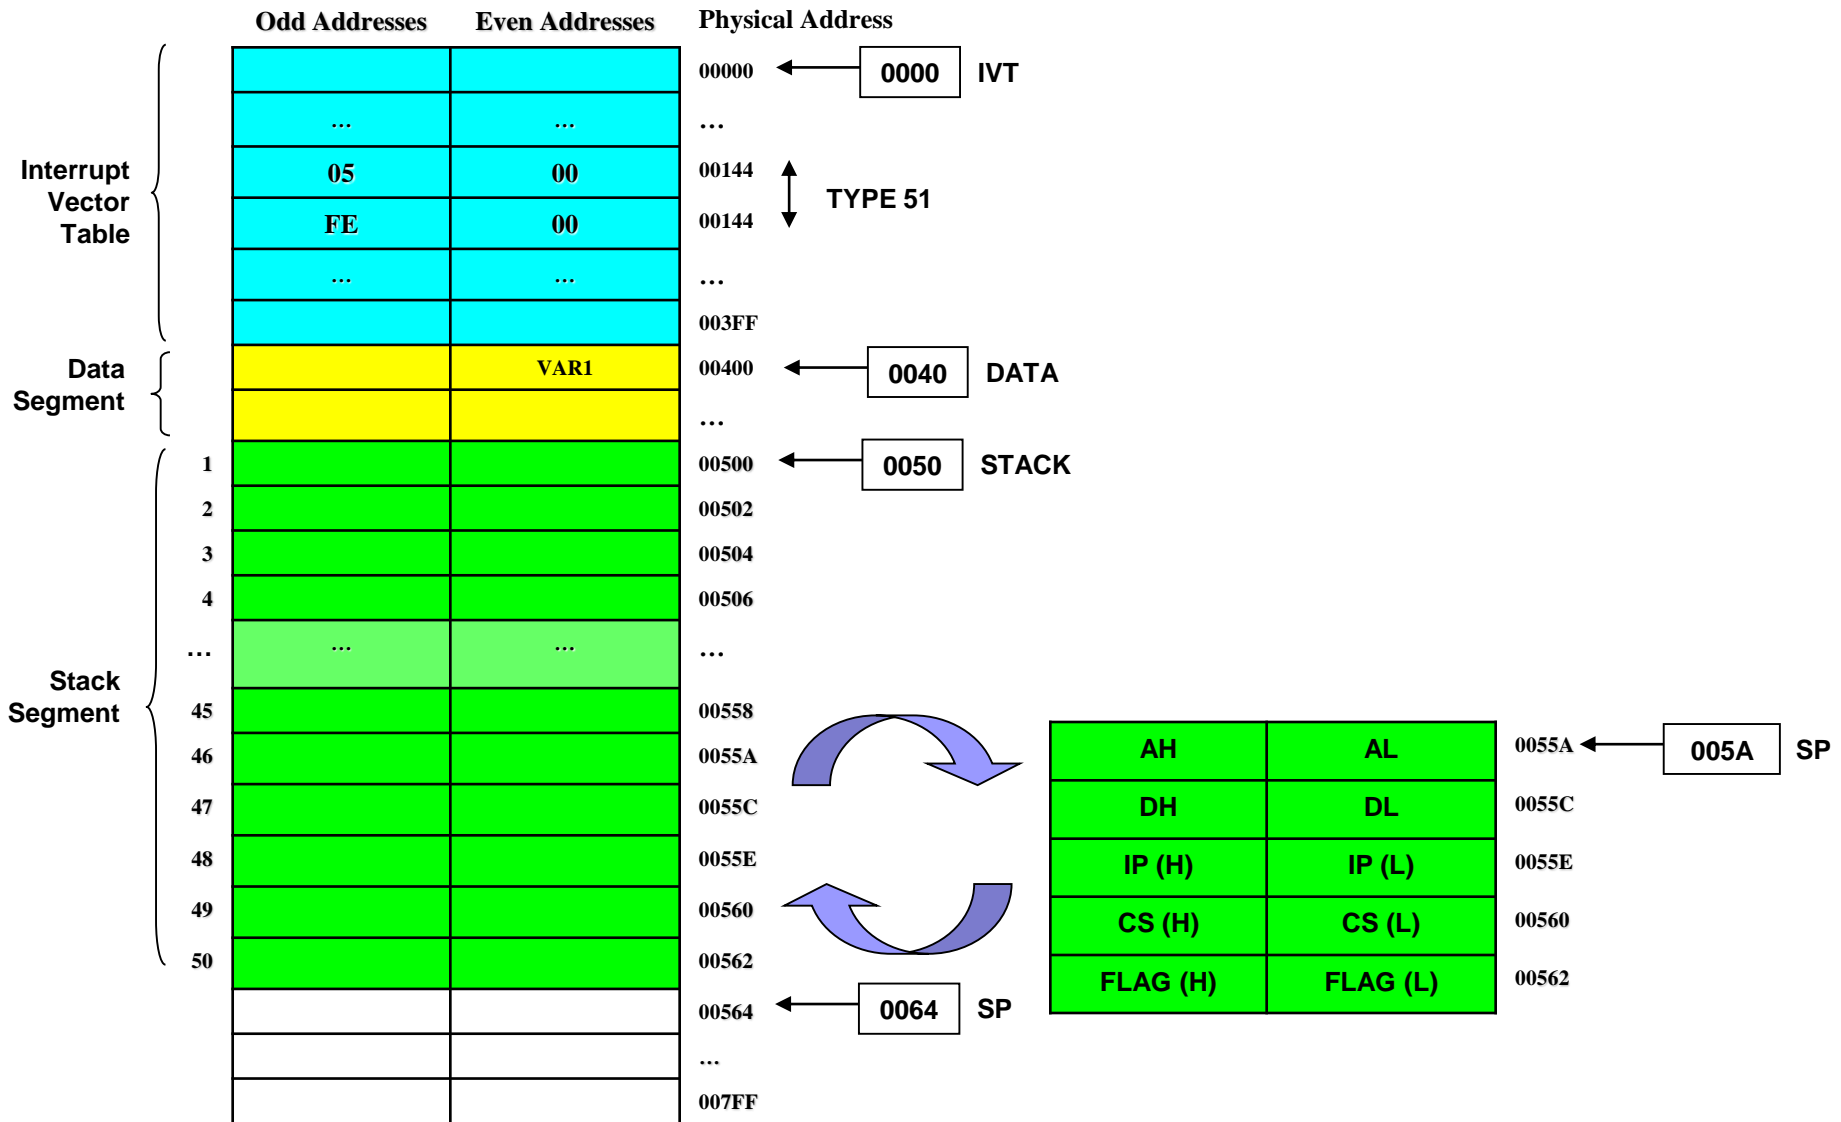 Odd Addresses Even Addresses Physical Address
00000 0000 IVT
... ... ...
Interrupt
Vector
Table
05 00 00144
TYPE 51
FE 00 00144
... ... ...
003FF
Data
Segment
VAR1 00400 0040 DATA
...
1 00500 0050 STACK
2 00502
3 00504
4 00506
... ... ... ...
Stack
Segment
45 00558
46 0055A
47 0055C
48 0055E
49 00560
50 00562
00564 0064 SP
...
007FF
AH AL 0055A 005A SP
DH DL 0055C
IP (H) IP (L) 0055E
CS (H) CS (L) 00560
FLAG (H) FLAG (L) 00562